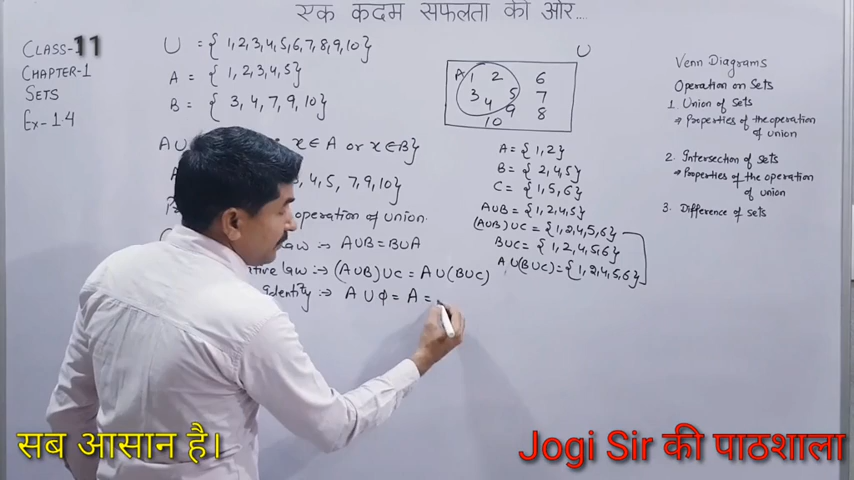 एक कदम सफलता की ओर....
CLASS-11
CHAPTER-1
SETS
Ex-1.4
U = { 1,2,3,4,5,6,7,8,9,10}
A = { 1,2,3,4,5}
B = { 3,4,7,9,10}
A∪ x∈A or x∈B}
4,5, 7,9,10}
operation of union.
Law :→ A∪B = B∪A
ative law :→ (A∪B)∪C = A∪(B∪C)
identity :→ A∪ϕ = A =
U
A 1 2 6
3 5 7
4 9 8
10
A = {1,2}
B = {2,4,5}
C = {1,5,6}
A∪B = {1,2,4,5}
(A∪B)∪C = {1,2,4,5,6}
B∪C = {1,2,4,5,6}
A∪(B∪C) = {1,2,4,5,6}
Venn Diagrams
Operation on Sets
1. Union of Sets
→ Properties of the operation
of union
2. Intersection of sets
→ Properties of the operation
of union
3. Difference of sets
सब आसान है।
Jogi Sir की पाठशाला